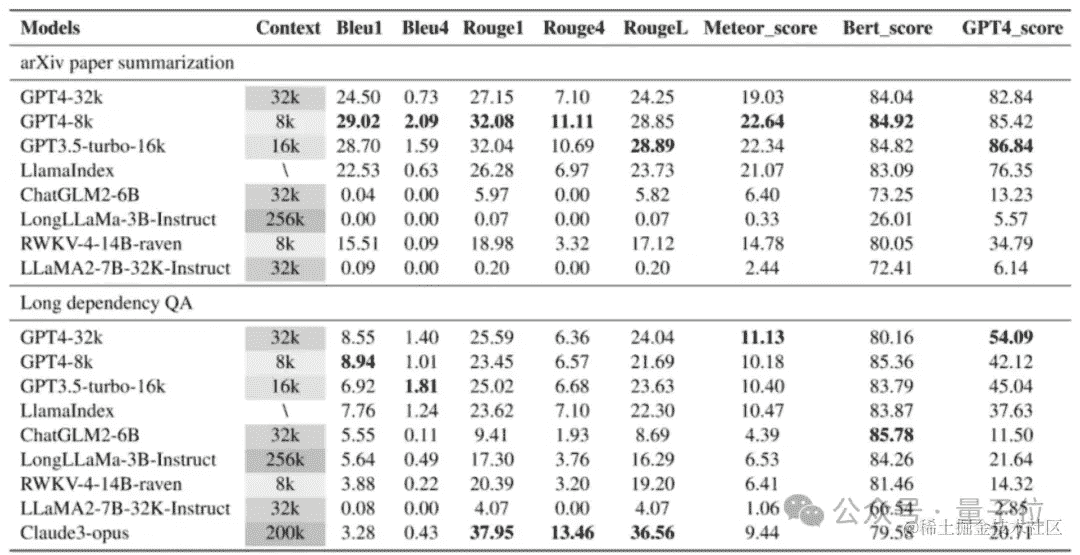 Models Context Bleu1 Bleu4 Rouge1 Rouge4 RougeL Meteor_score Bert_score GPT4_score
arXiv paper summarization
GPT4-32k 32k 24.50 0.73 27.15 7.10 24.25 19.03 84.04 82.84
GPT4-8k 8k 29.02 2.09 32.08 11.11 28.85 22.64 84.92 85.42
GPT3.5-turbo-16k 16k 28.70 1.59 32.04 10.69 28.89 22.34 84.82 86.84
LlamaIndex \ 22.53 0.63 26.28 6.97 23.73 21.07 83.09 76.35
ChatGLM2-6B 32k 0.04 0.00 5.97 0.00 5.82 6.40 73.25 13.23
LongLLaMa-3B-Instruct 256k 0.00 0.00 0.07 0.00 0.07 0.33 26.01 5.57
RWKV-4-14B-raven 8k 15.51 0.09 18.98 3.32 17.12 14.78 80.05 34.79
LLaMA2-7B-32K-Instruct 32k 0.09 0.00 0.20 0.00 0.20 2.44 72.41 6.14
Long dependency QA
GPT4-32k 32k 8.55 1.40 25.59 6.36 24.04 11.13 80.16 54.09
GPT4-8k 8k 8.94 1.01 23.45 6.57 21.69 10.18 85.36 42.12
GPT3.5-turbo-16k 16k 6.92 1.81 25.02 6.68 23.63 10.40 83.79 45.04
LlamaIndex \ 7.76 1.24 23.62 7.10 22.30 10.47 83.87 37.63
ChatGLM2-6B 32k 5.55 0.11 9.41 1.93 8.69 4.39 85.78 11.50
LongLLaMa-3B-Instruct 256k 5.64 0.49 17.30 3.76 16.29 6.53 84.26 21.64
RWKV-4-14B-raven 8k 3.88 0.22 20.39 3.20 19.20 6.41 81.46 14.32
LLaMA2-7B-32K-Instruct 32k 0.08 0.00 4.07 0.00 4.07 1.06 66.54 2.85
公众号·量子位
Claude3-opus 200k 3.28 0.43 37.95 13.46 36.56 9.44 79.58 20.71
@稀土掘金技术社区